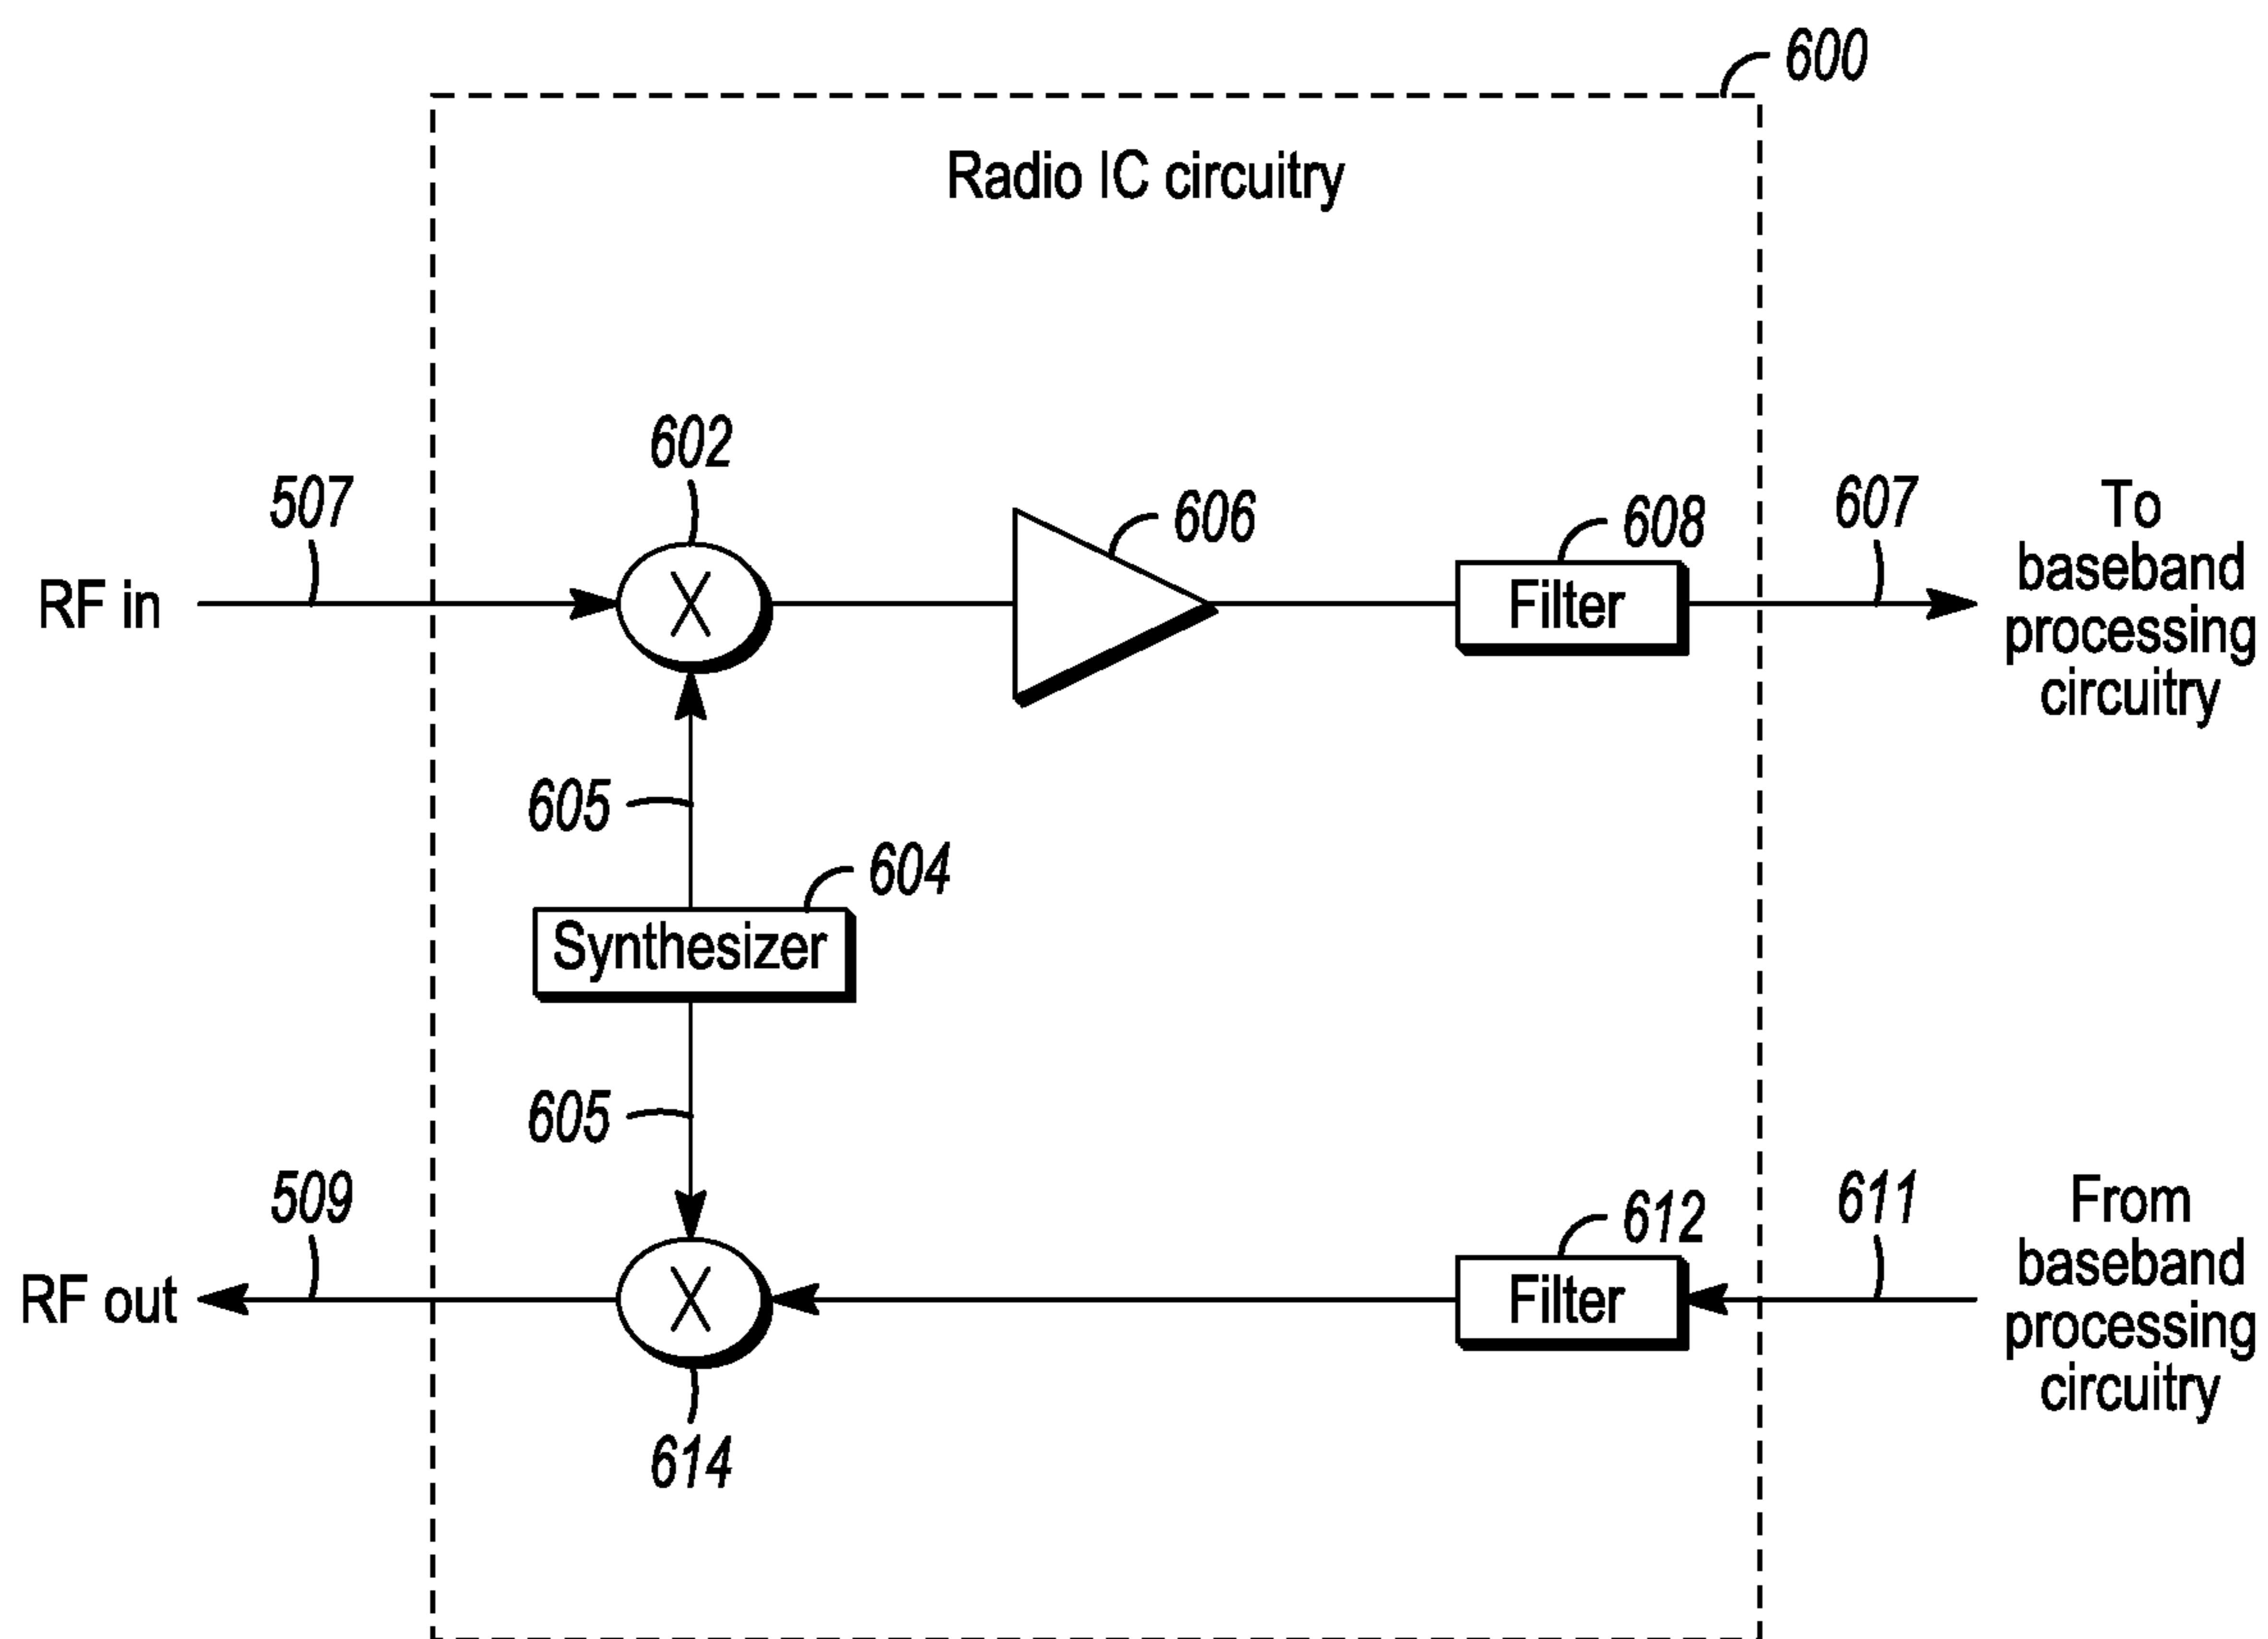 600
Radio IC circuitry
602
507
606
608
607
To
baseband
processing
circuitry
RF in
X
Filter
605
604
Synthesizer
605
509
612
611
From
baseband
processing
circuitry
RF out
X
Filter
614